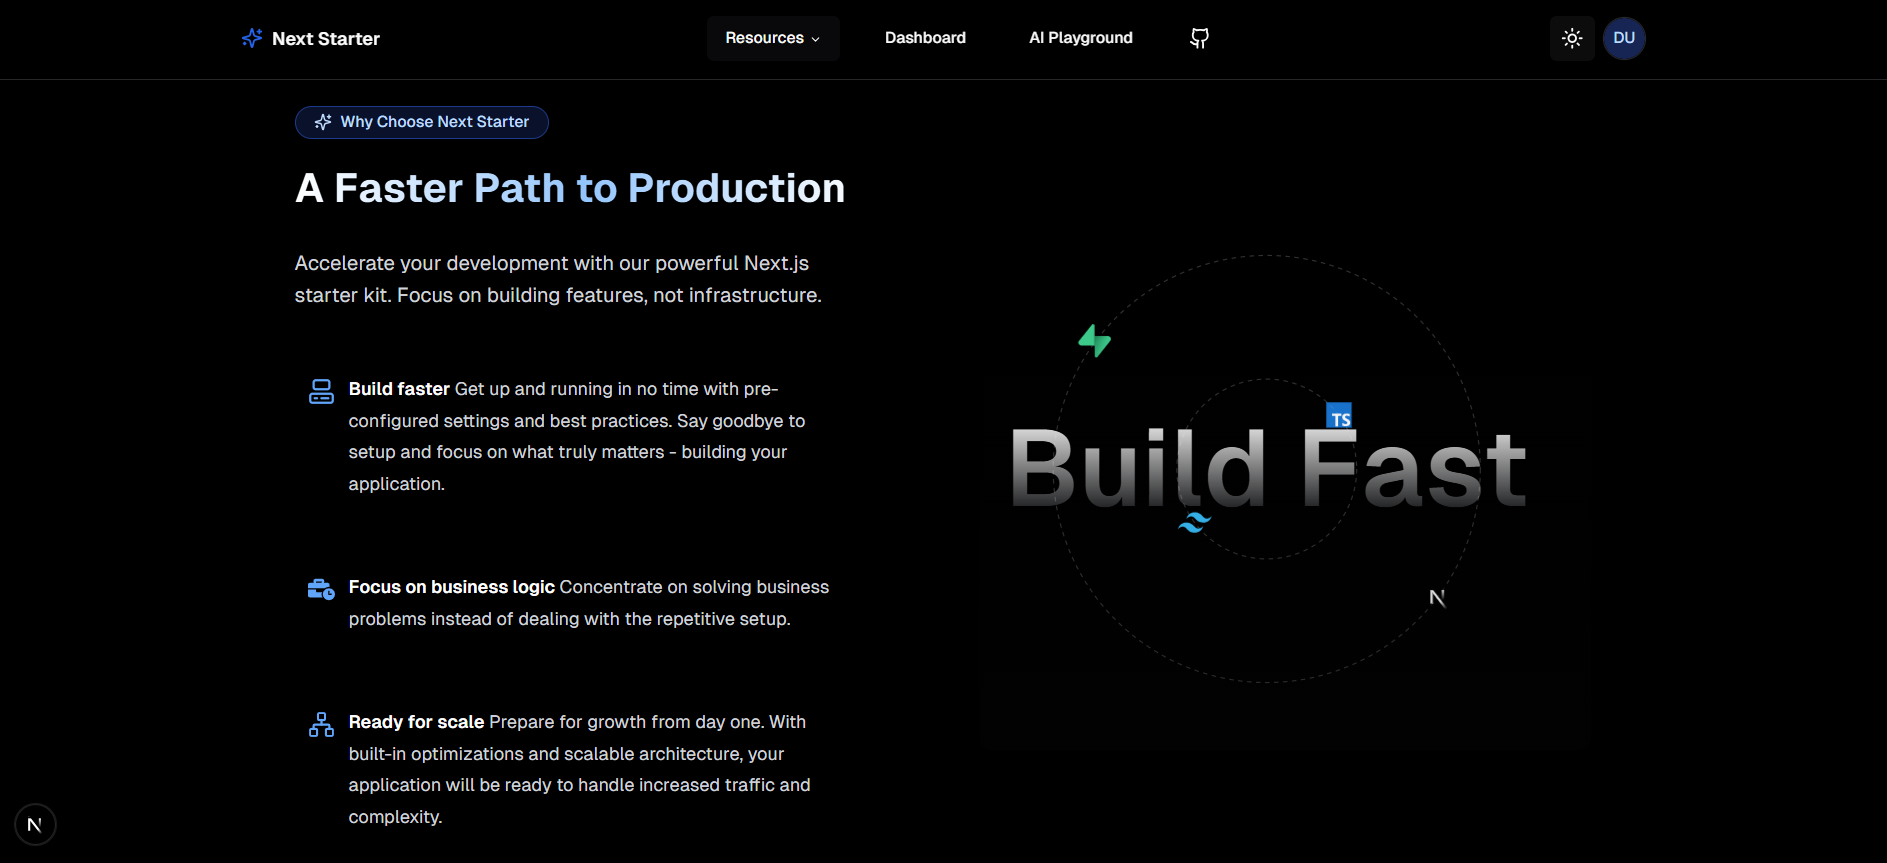 Next Starter
Resources
Dashboard
AI Playground
DU
Why Choose Next Starter
A Faster Path to Production
Accelerate your development with our powerful Next.js
starter kit. Focus on building features, not infrastructure.
Build faster Get up and running in no time with pre-
configured settings and best practices. Say goodbye to
setup and focus on what truly matters - building your
application.
Focus on business logic Concentrate on solving business
problems instead of dealing with the repetitive setup.
Ready for scale Prepare for growth from day one. With
built-in optimizations and scalable architecture, your
application will be ready to handle increased traffic and
complexity.
TS
Build Fast
N
N